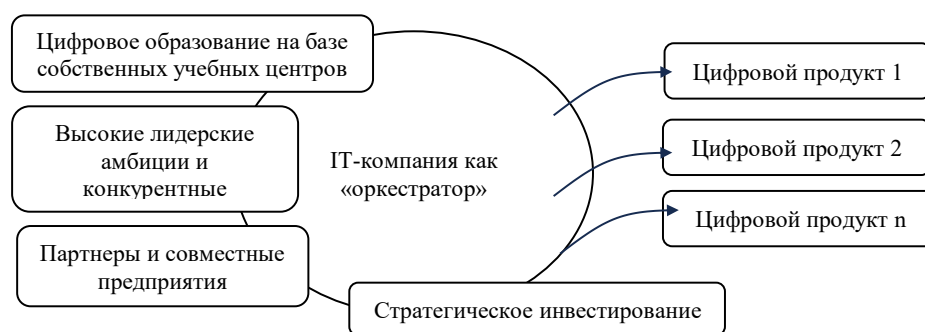 Цифровое образование на базе
собственных учебных центров
Высокие лидерские
амбиции и
конкурентные
Партнеры и совместные
предприятия
IT-компания как
«оркестратор»
Стратегическое инвестирование
Цифровой продукт 1
Цифровой продукт 2
Цифровой продукт n